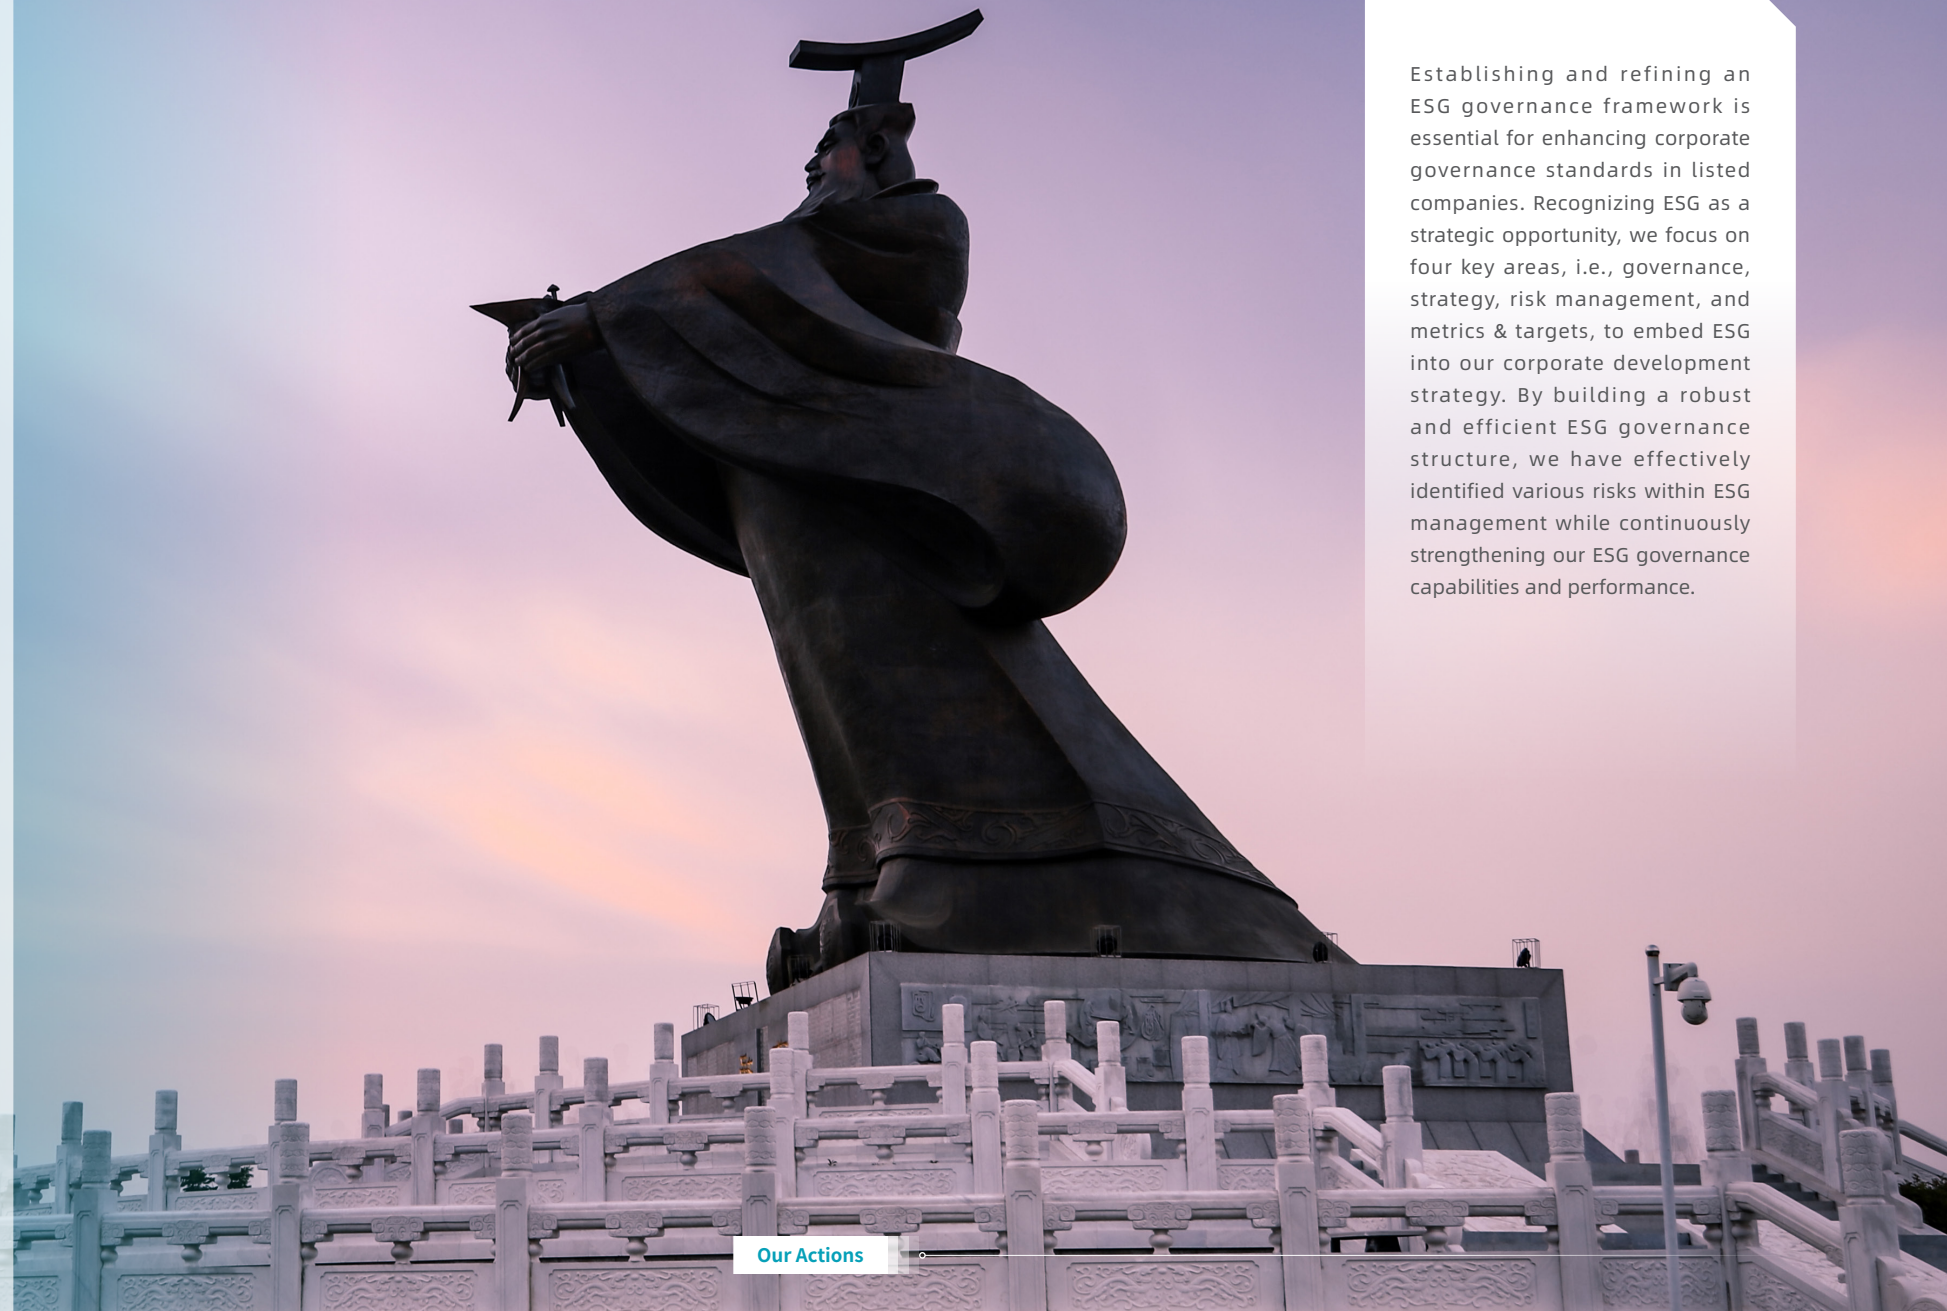 Establishing and refining an
ESG governance framework is
essential for enhancing corporate
governance standards in listed
companies. Recognizing ESG as a
strategic opportunity, we focus on
four key areas, i.e., governance,
strategy, risk management, and
metrics & targets, to embed ESG
into our corporate development
strategy. By building a robust
and efficient ESG governance
structure, we have effectively
identified various risks within ESG
management while continuously
strengthening our ESG governance
capabilities and performance.
Our Actions